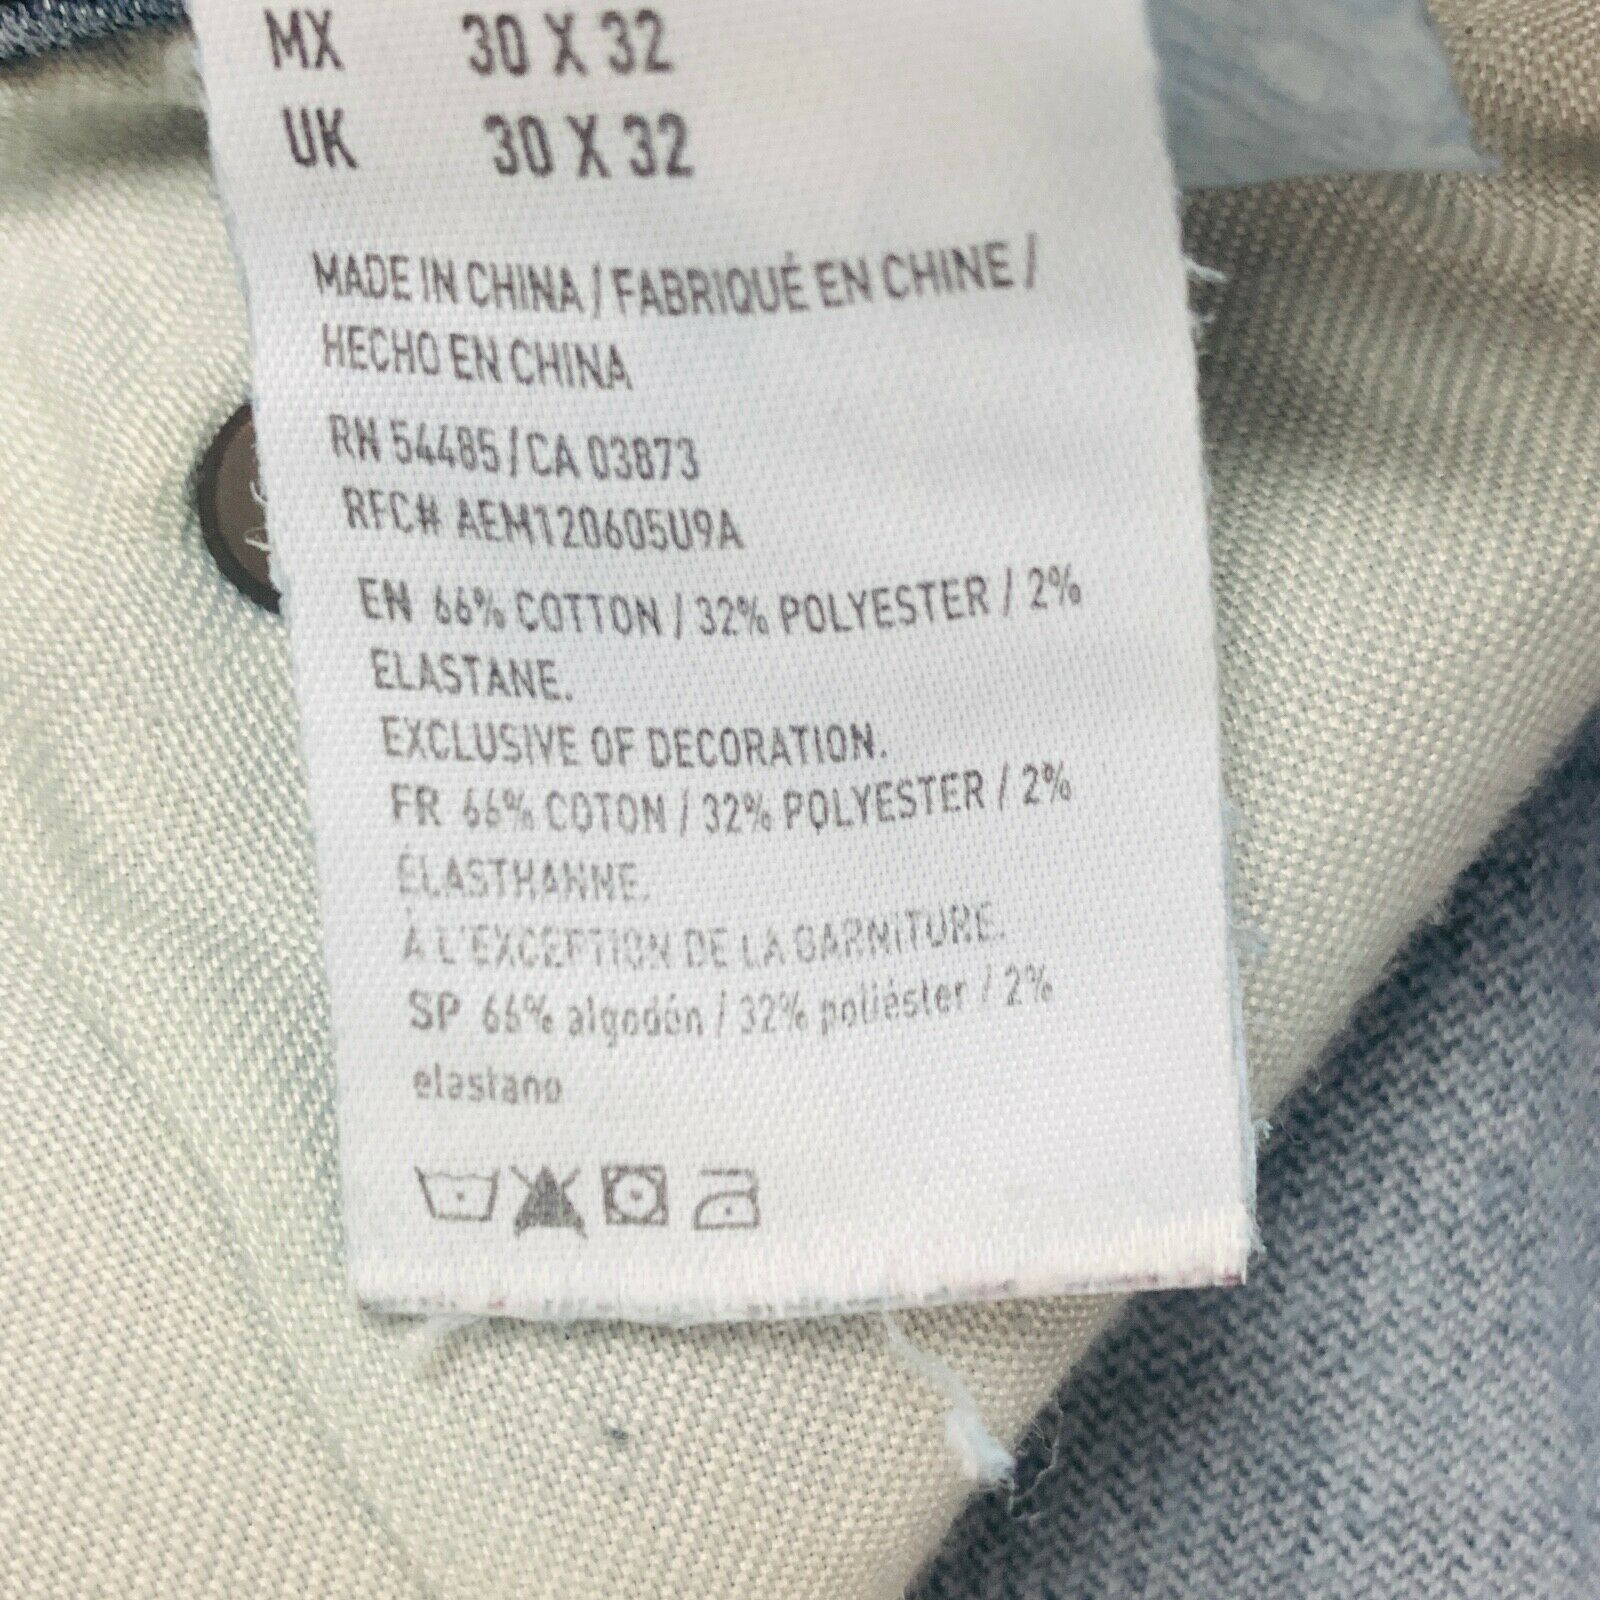 MX 30 X 32
UK 30 X 32
MADE IN CHINA / FABRIQUÉ EN CHINE /
HECHO EN CHINA
RN 54485 / CA 03873
RFC# AEM120605U9A
EN 66% COTTON / 32% POLYESTER / 2%
ELASTANE.
EXCLUSIVE OF DECORATION.
FR 66% COTON / 32% POLYESTER / 2%
ÉLASTHANNE.
À L'EXCEPTION DE LA GARNITURE.
SP 66% algodón / 32% poliéster / 2%
elastano